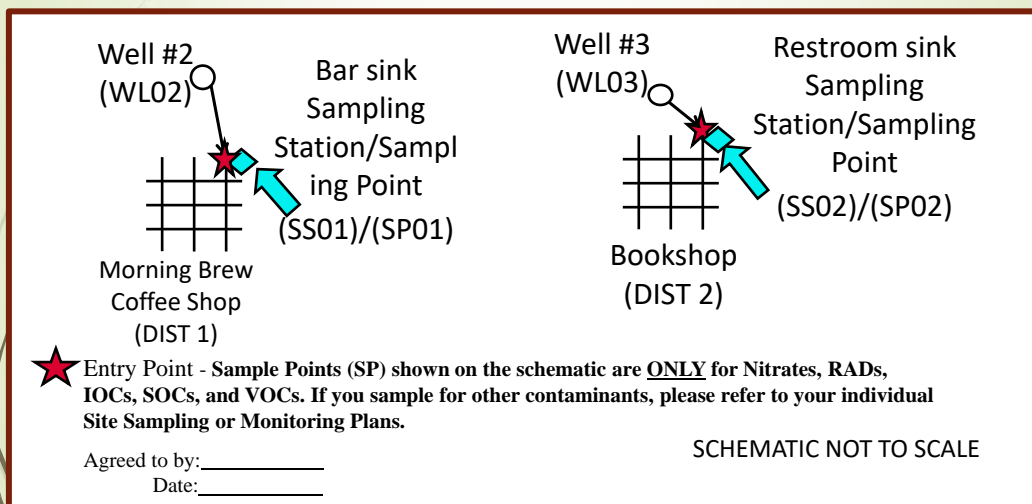 Well #2
(WL02)
Bar sink
Sampling
Station/Sampl
ing Point
(SS01)/(SP01)
Morning Brew
Coffee Shop
(DIST 1)
Well #3
(WL03)
Restroom sink
Sampling
Station/Sampling
Point
(SS02)/(SP02)
Bookshop
(DIST 2)
Entry Point - Sample Points (SP) shown on the schematic are ONLY for Nitrates, RADs,
IOCs, SOCs, and VOCs. If you sample for other contaminants, please refer to your individual
Site Sampling or Monitoring Plans.
SCHEMATIC NOT TO SCALE
Agreed to by:
Date: